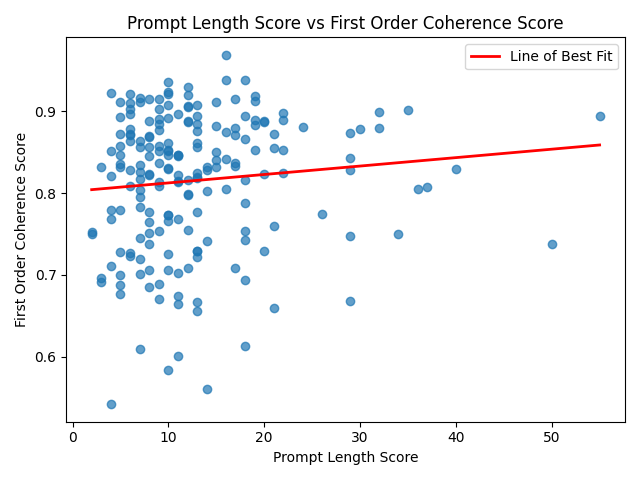 Prompt Length Score vs First Order Coherence Score
Line of Best Fit
First Order Coherence Score
0.9
0.8
0.7
0.6
0 10 20 30 40 50
Prompt Length Score